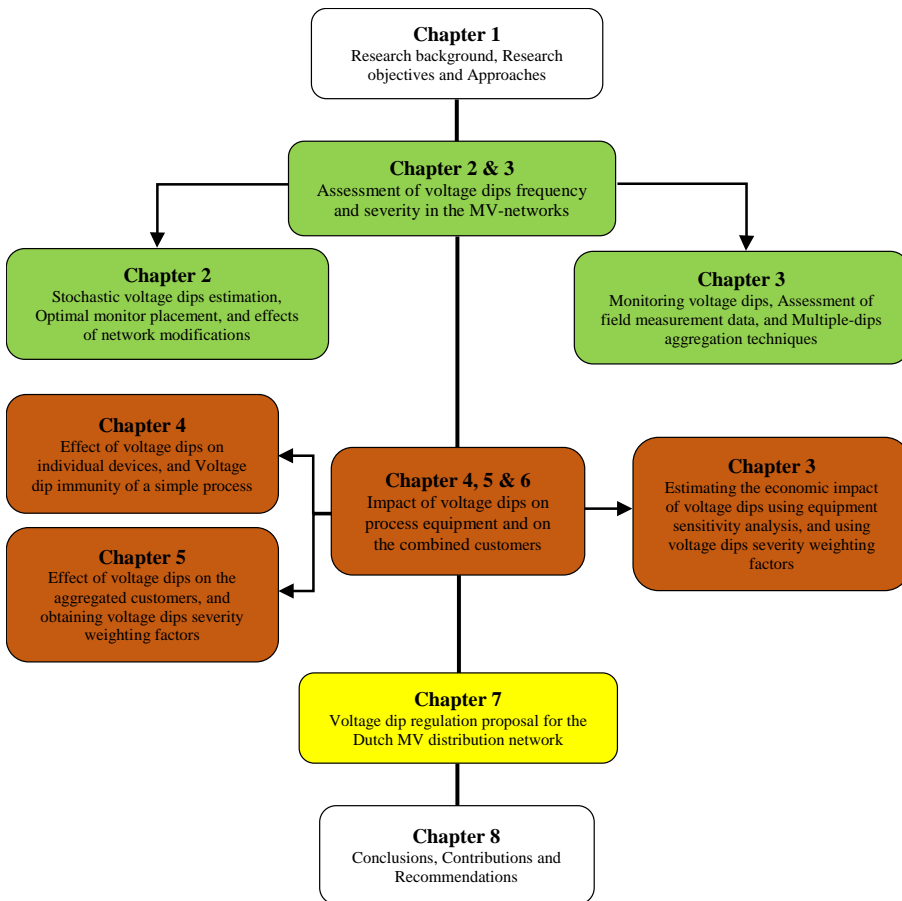 Chapter 1
Research background, Research
objectives and Approaches
Chapter 2 & 3
Assessment of voltage dips frequency
and severity in the MV-networks
Chapter 2
Stochastic voltage dips estimation,
Optimal monitor placement, and effects
of network modifications
Chapter 3
Monitoring voltage dips, Assessment of
field measurement data, and Multiple-dips
aggregation techniques
Chapter 4
Effect of voltage dips on
individual devices, and Voltage
dip immunity of a simple process
Chapter 5
Effect of voltage dips on the
aggregated customers, and
obtaining voltage dips severity
weighting factors
Chapter 4, 5 & 6
Impact of voltage dips on
process equipment and on
the combined customers
Chapter 3
Estimating the economic impact
of voltage dips using equipment
sensitivity analysis, and using
voltage dips severity weighting
factors
Chapter 7
Voltage dip regulation proposal for the
Dutch MV distribution network
Chapter 8
Conclusions, Contributions and
Recommendations